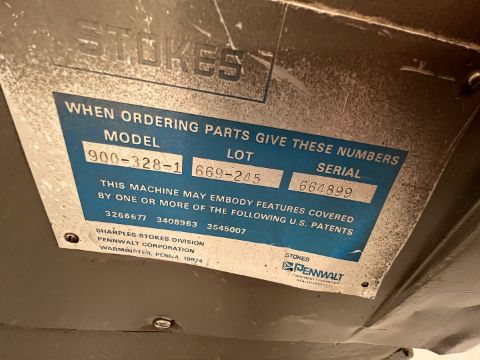 STOKES
WHEN ORDERING PARTS GIVE THESE NUMBERS
MODEL LOT SERIAL
900-328-1 669-245 664899
THIS MACHINE MAY EMBODY FEATURES COVERED
BY ONE OR MORE OF THE FOLLOWING U.S. PATENTS
3266677 3408963 3545007
SHARPLES-STOKES DIVISION
PENNWALT CORPORATION
WARMINSTER, PENNA 18974
STOKES
PENNWALT